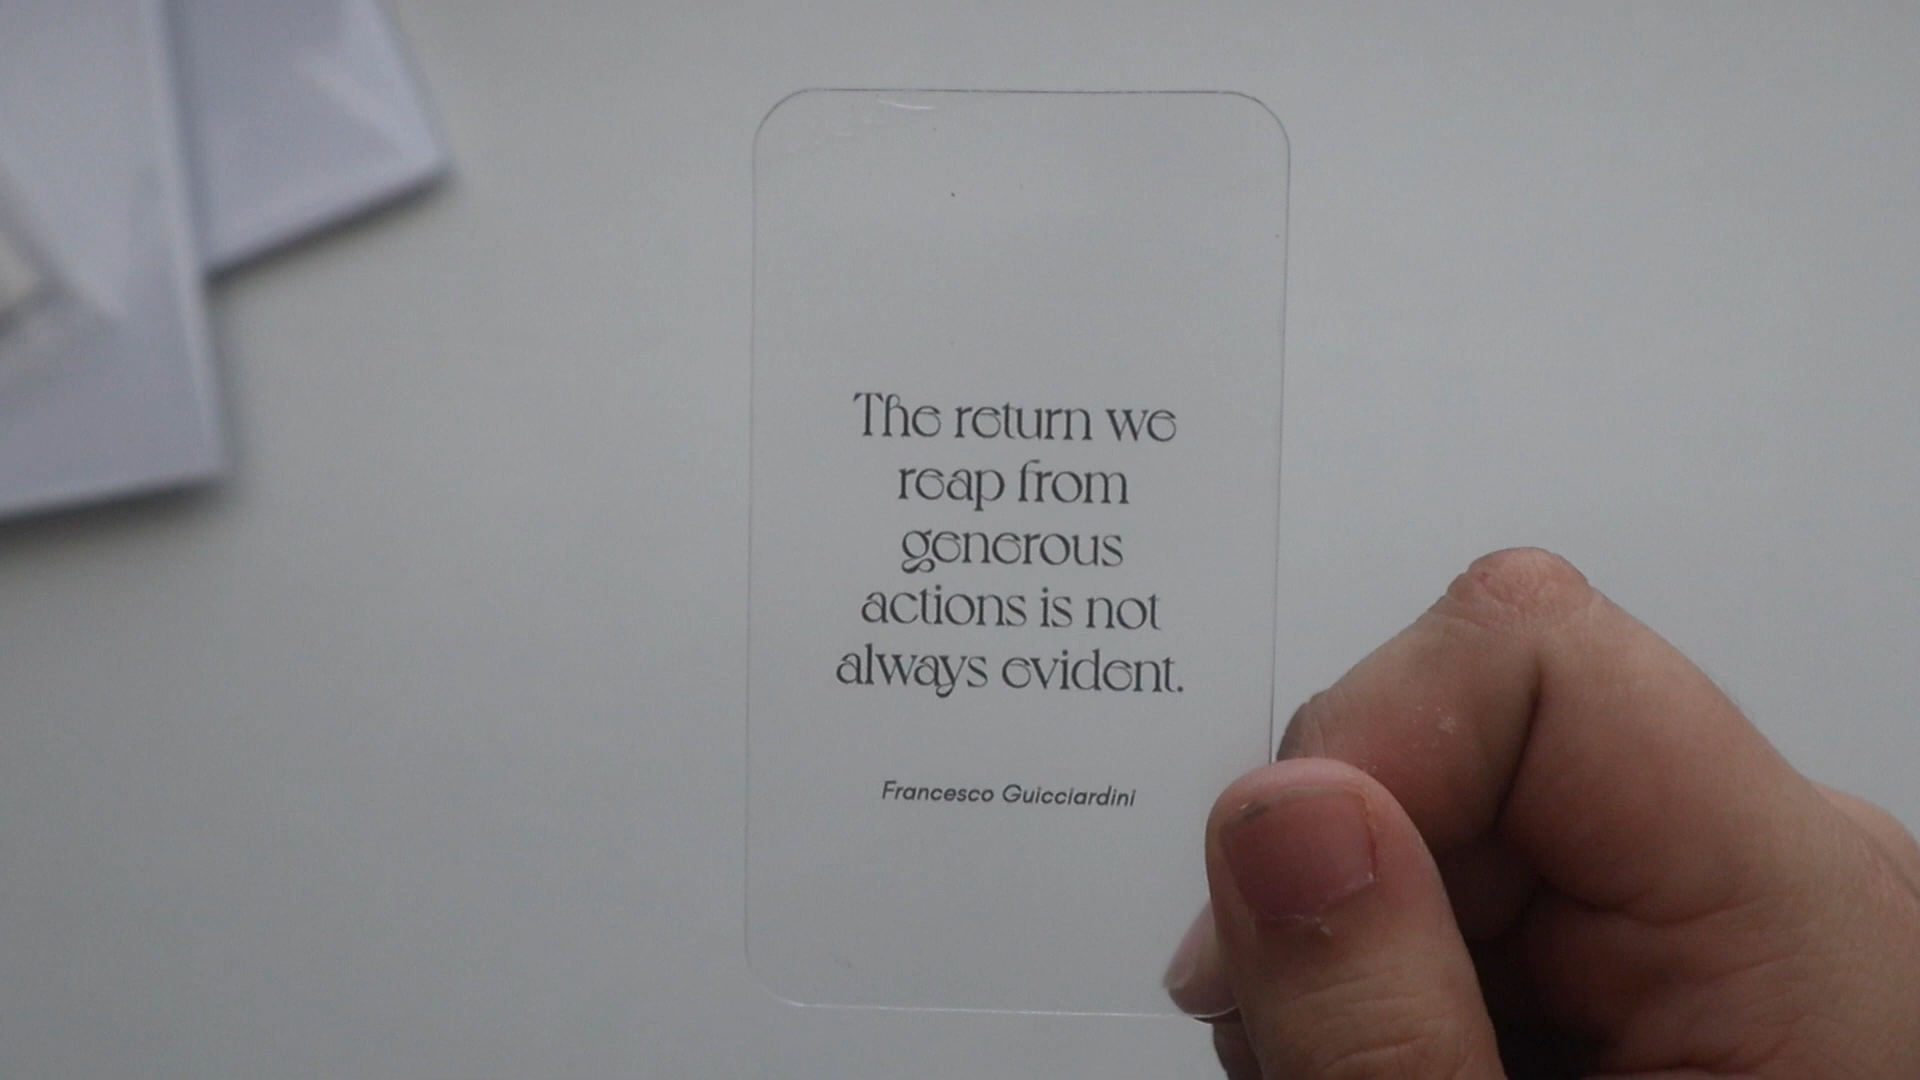 The return we
reap from
generous
actions is not
always evident.
Francesco Guicciardini